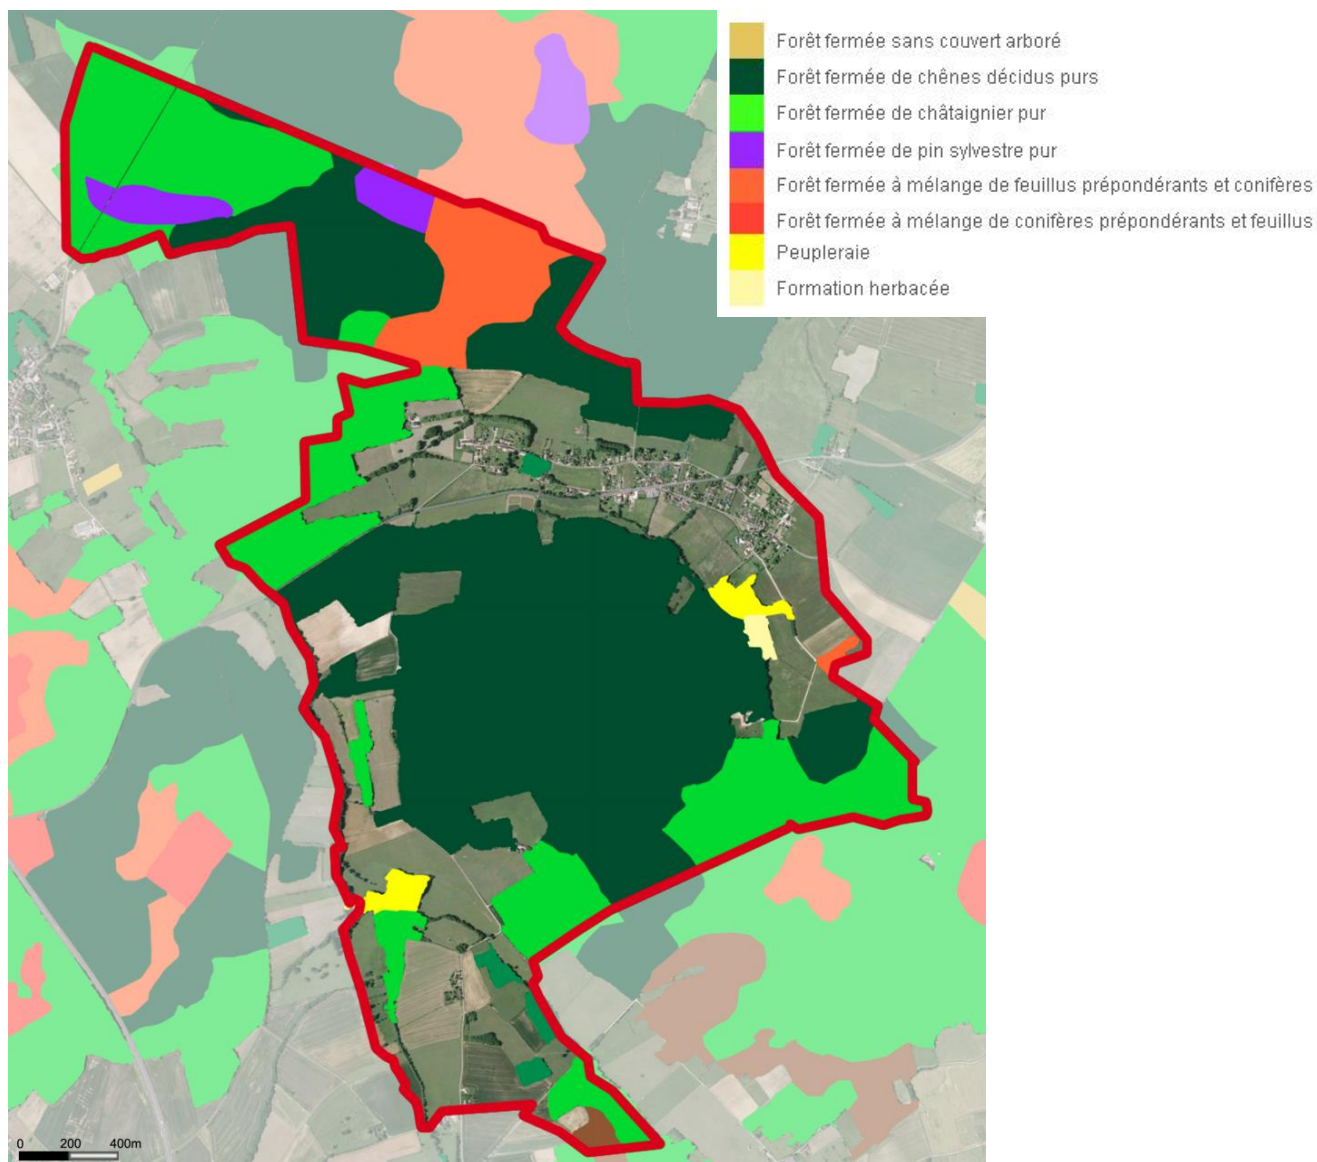 Forêt fermée sans couvert arboré
Forêt fermée de chênes décidus purs
Forêt fermée de châtaignier pur
Forêt fermée de pin sylvestre pur
Forêt fermée à mélange de feuillus prépondérants et conifères
Forêt fermée à mélange de conifères prépondérants et feuillus
Peupleraie
Formation herbacée
0 200 400m